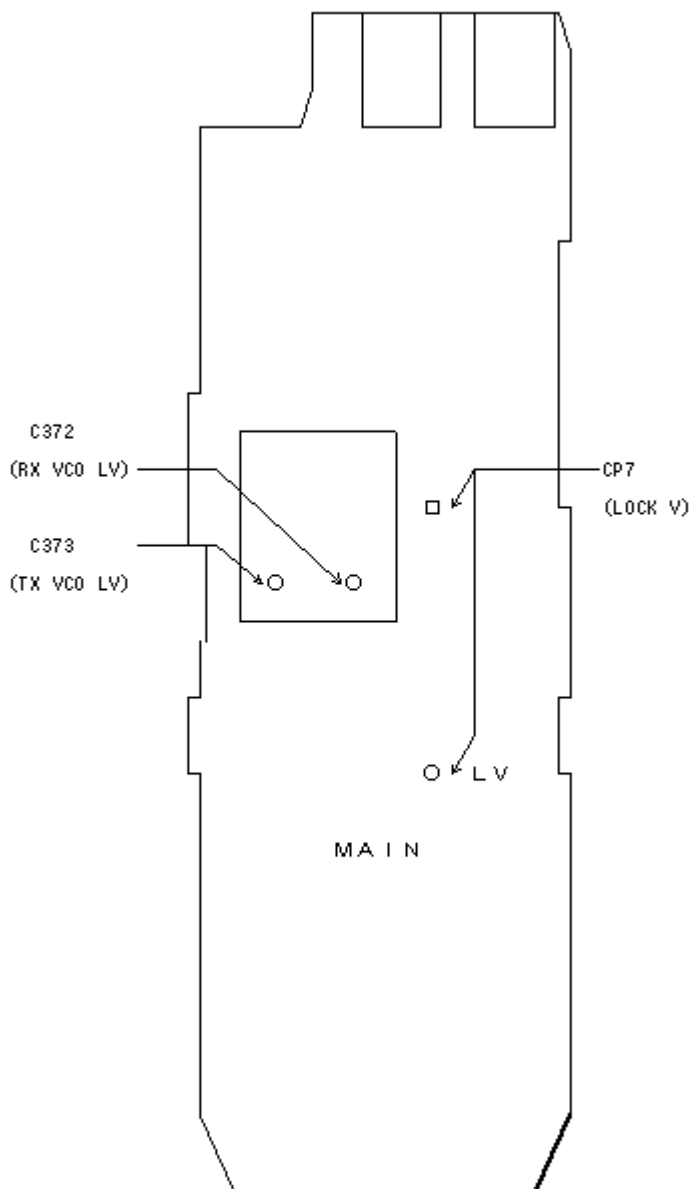 C372
(RX VCO LV)
CP7
(LOCK V)
C373
(TX VCO LV)
LV
MAIN